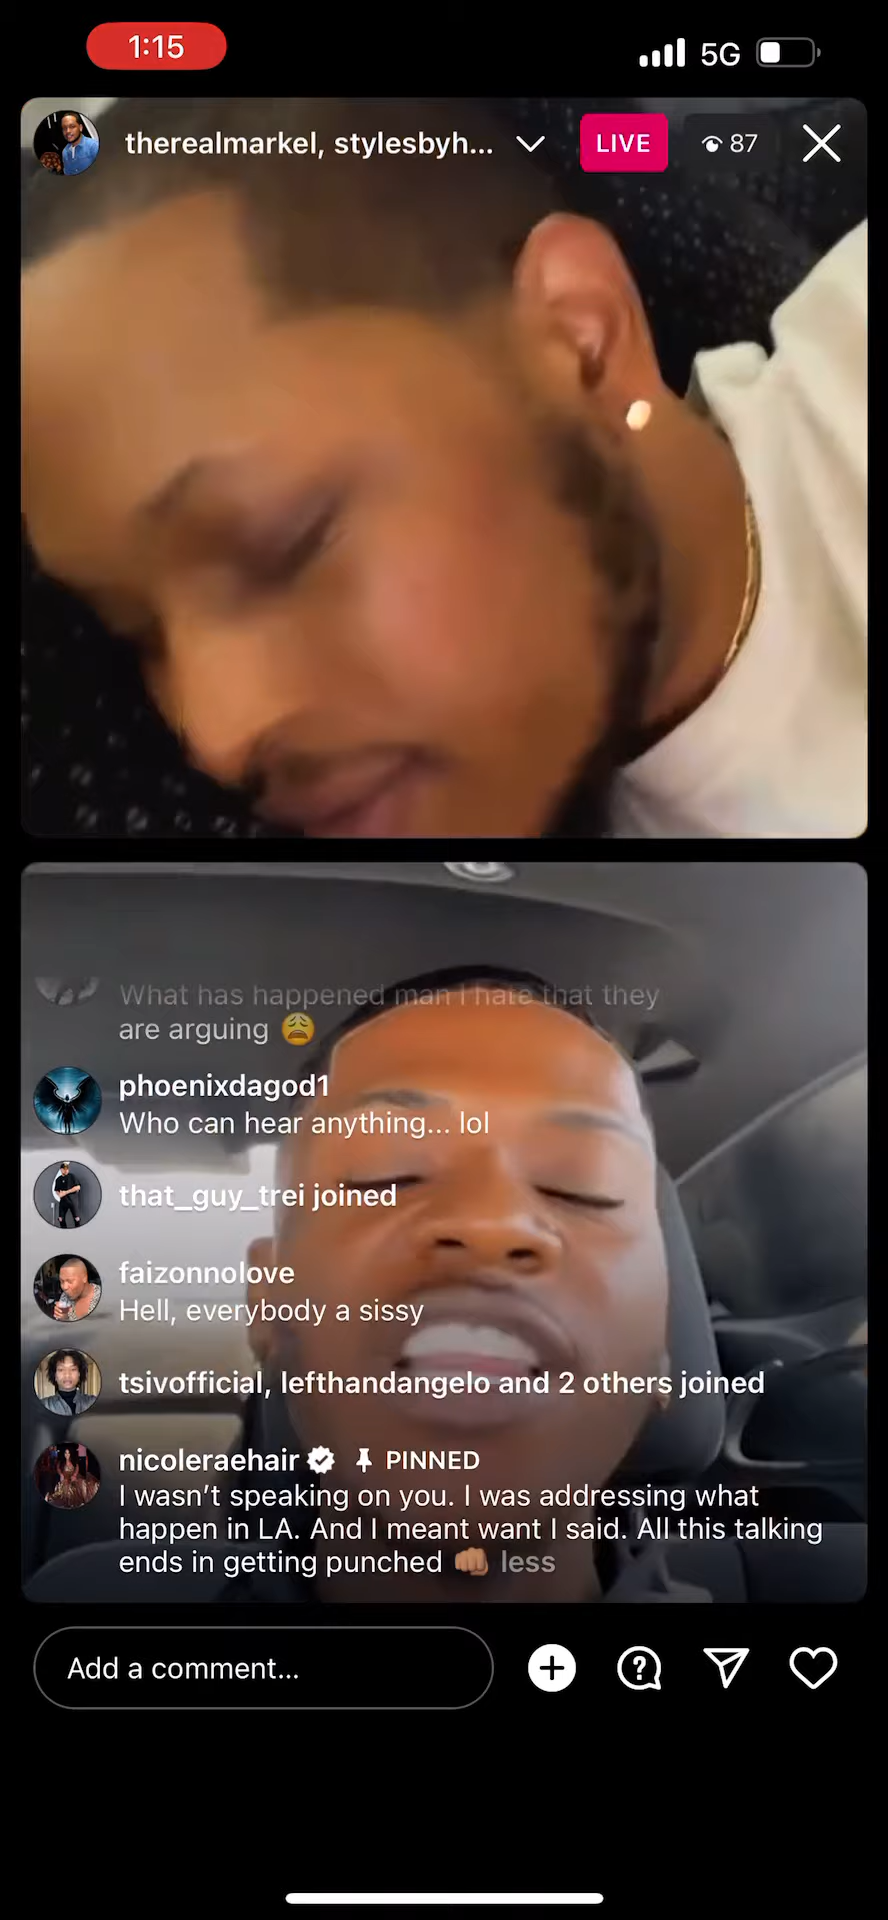 1:15
5G
therealmarkel, stylesbyh...
LIVE
87
What has happened man I hate that they
are arguing 😩
phoenixdagod1
Who can hear anything... lol
that_guy_trei joined
faizonnolove
Hell, everybody a sissy
tsivofficial, lefthandangelo and 2 others joined
nicoleraehair PINNED
I wasn't speaking on you. I was addressing what
happen in LA. And I meant want I said. All this talking
ends in getting punched 👊🏽 less
Add a comment...